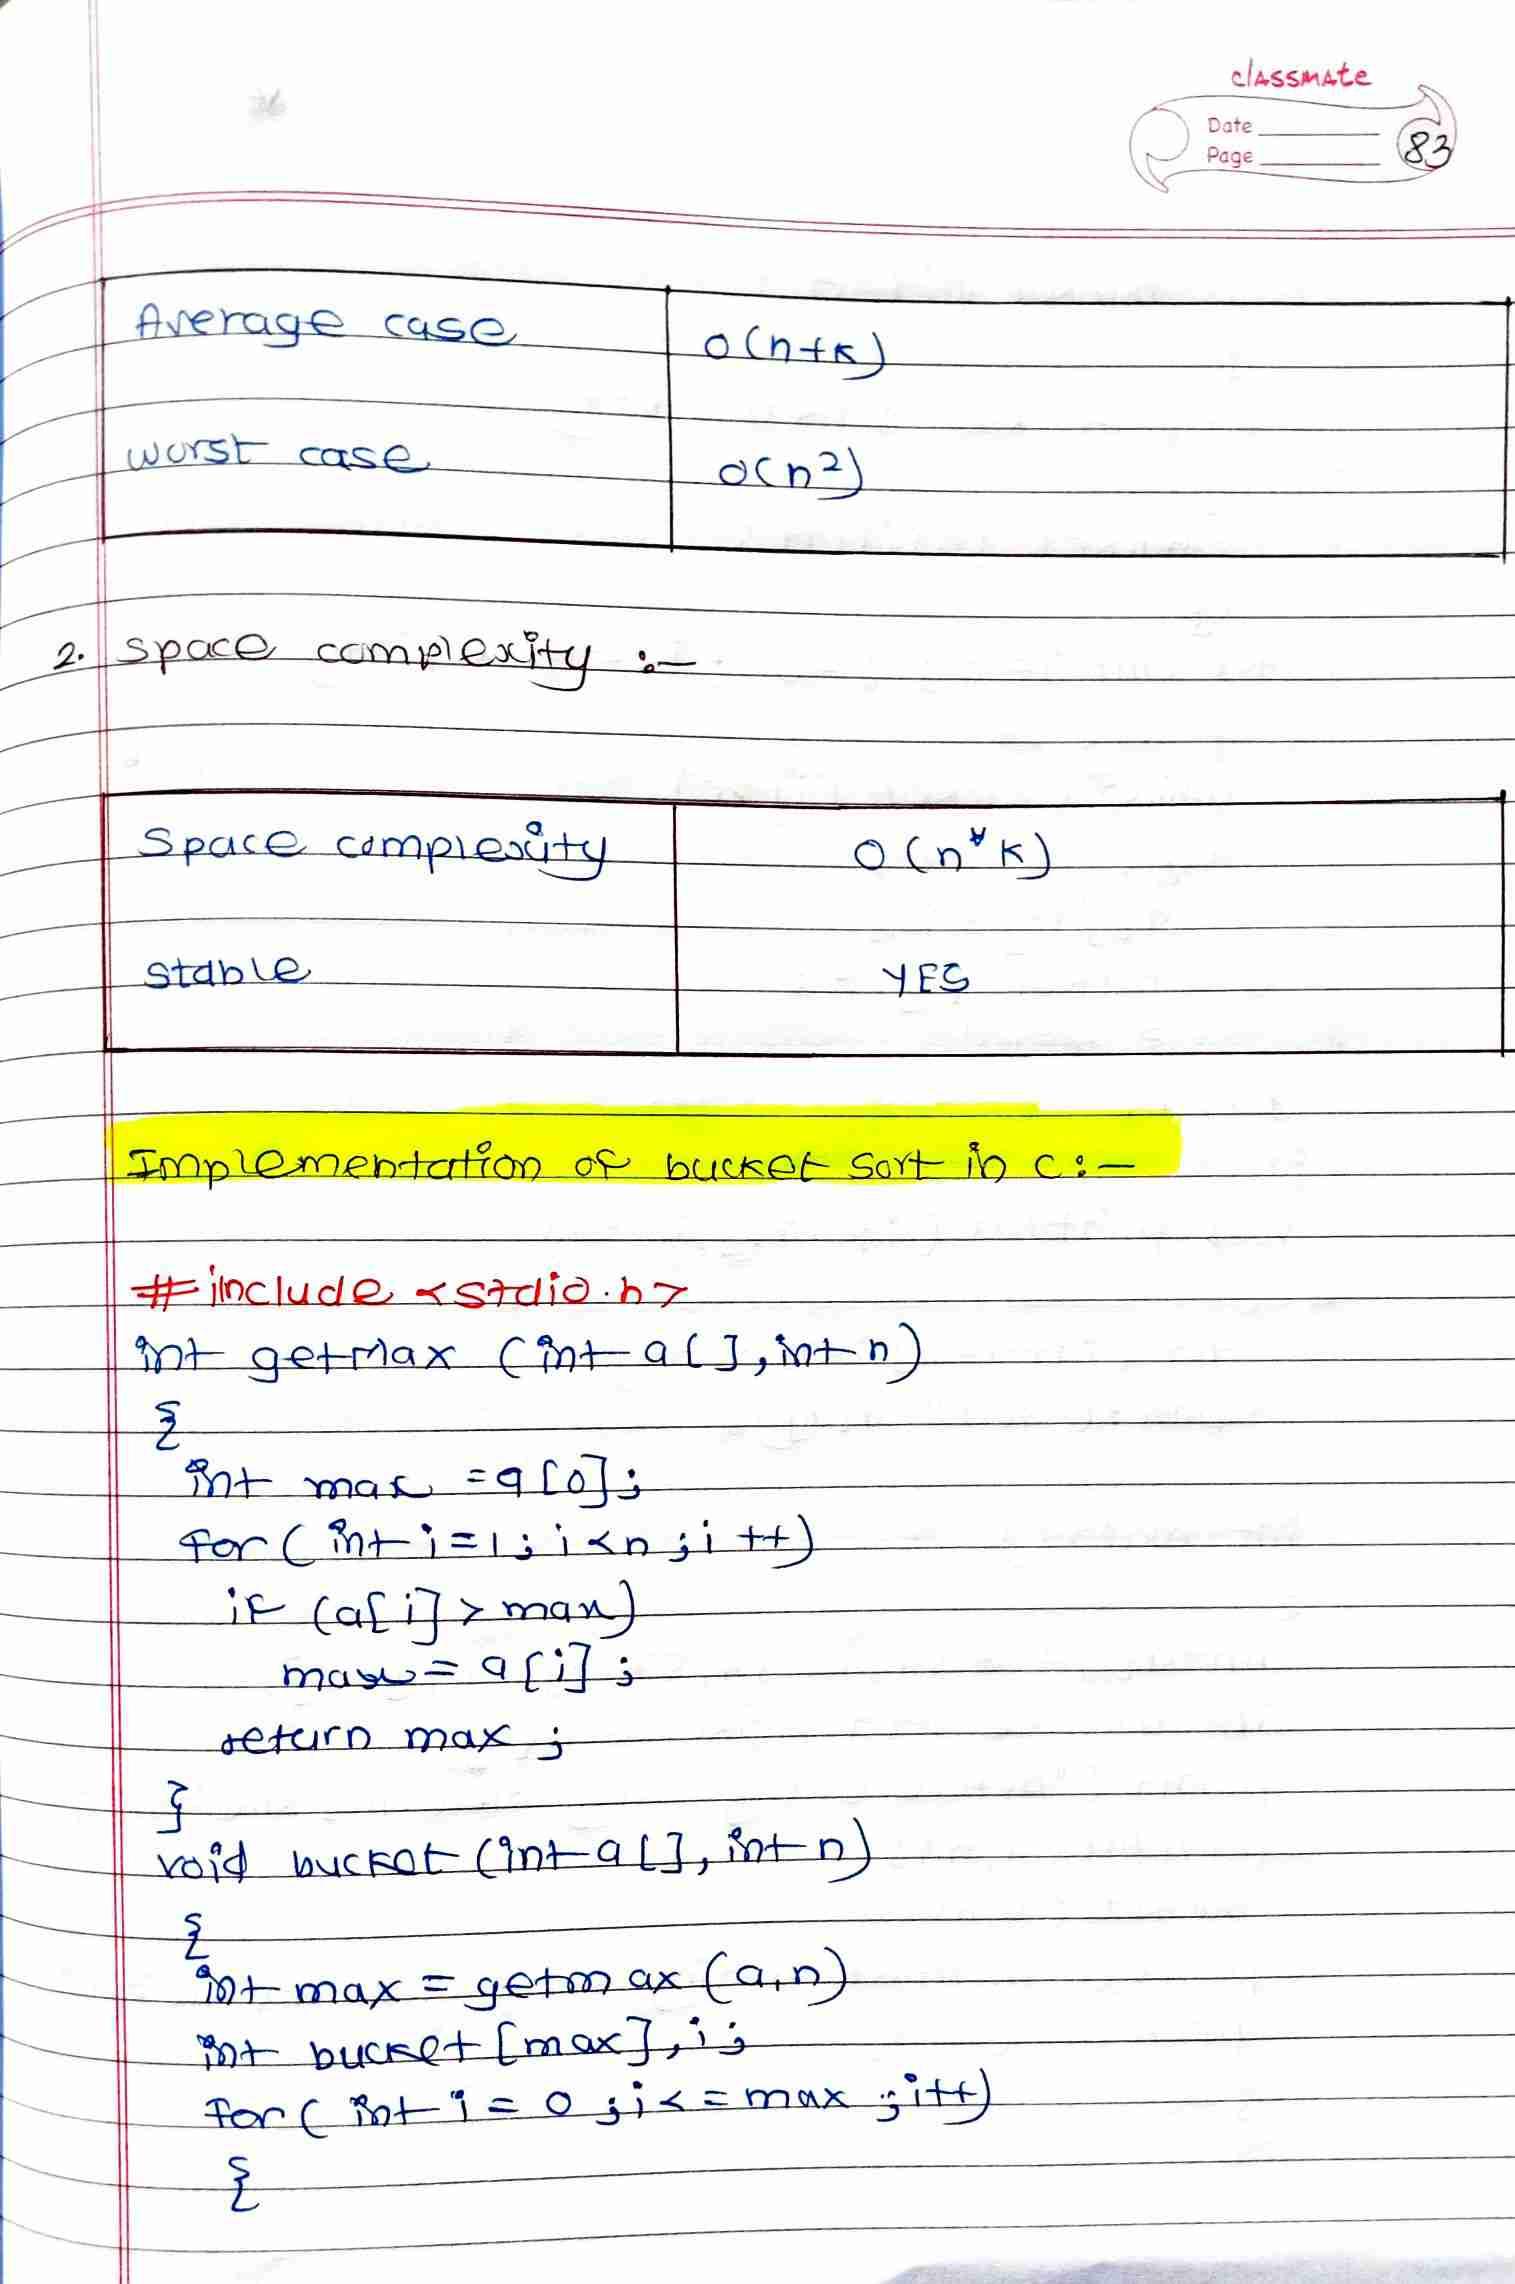 classmate
Date
Page 83
Average case O(n+k)
worst case O(n2)
2. space complexity :-
Space complexity O(n*k)
stable YES
Implementation of bucket sort in c:-
#include <stdio.h>
int getMax (int a[], int n)
{
int max = a[0];
for (int i=1; i<n; i++)
if (a[i] > max)
max = a[i];
return max;
}
void bucket (int a[], int n)
{
int max = getmax (a,n)
int bucket [max], i;
for (int i = 0; i <= max; i++)
{